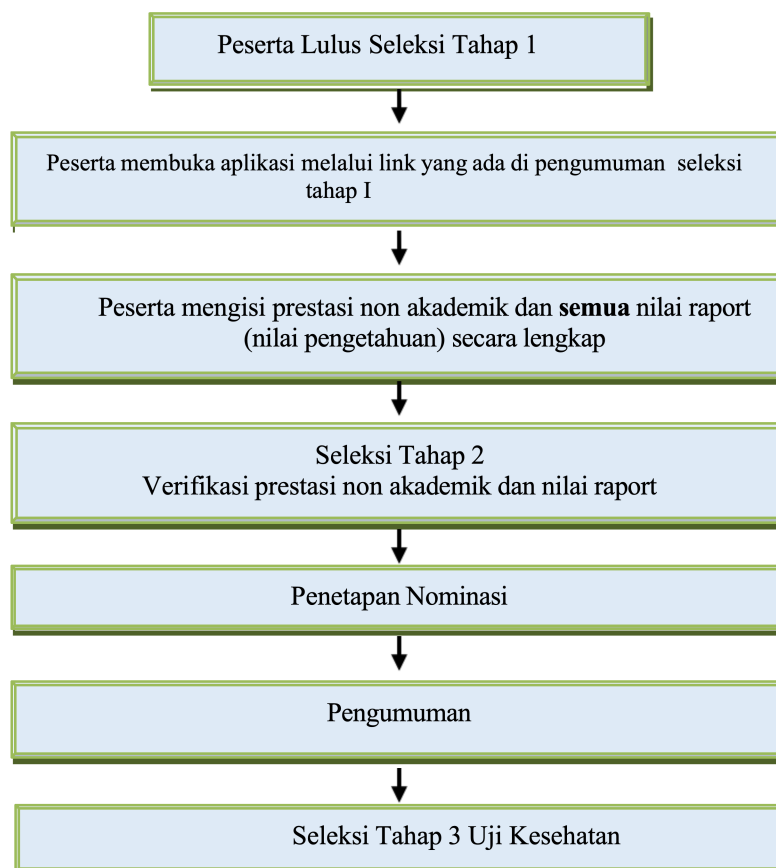 Peserta Lulus Seleksi Tahap 1
Peserta membuka aplikasi melalui link yang ada di pengumuman seleksi
tahap I
Peserta mengisi prestasi non akademik dan semua nilai raport
(nilai pengetahuan) secara lengkap
Seleksi Tahap 2
Verifikasi prestasi non akademik dan nilai raport
Penetapan Nominasi
Pengumuman
Seleksi Tahap 3 Uji Kesehatan